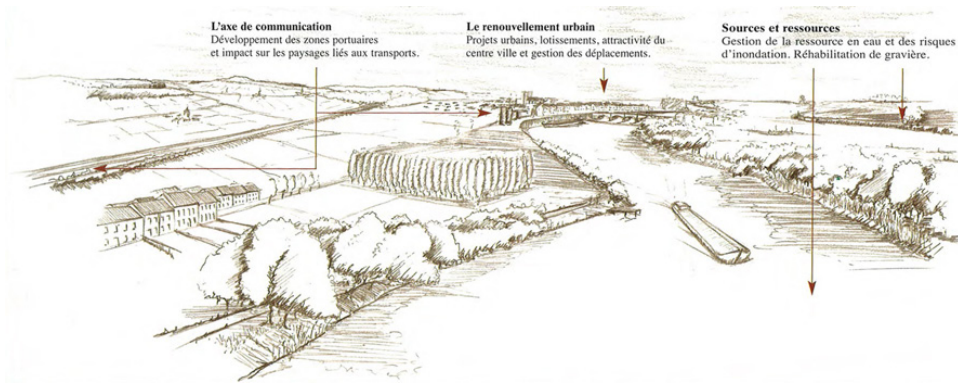 L'axe de communication
Développement des zones portuaires
et impact sur les paysages liés aux transports.
Le renouvellement urbain
Projets urbains, lotissements, attractivité du
centre ville et gestion des déplacements.
Sources et ressources
Gestion de la ressource en eau et des risques
d'inondation. Réhabilitation de gravière.